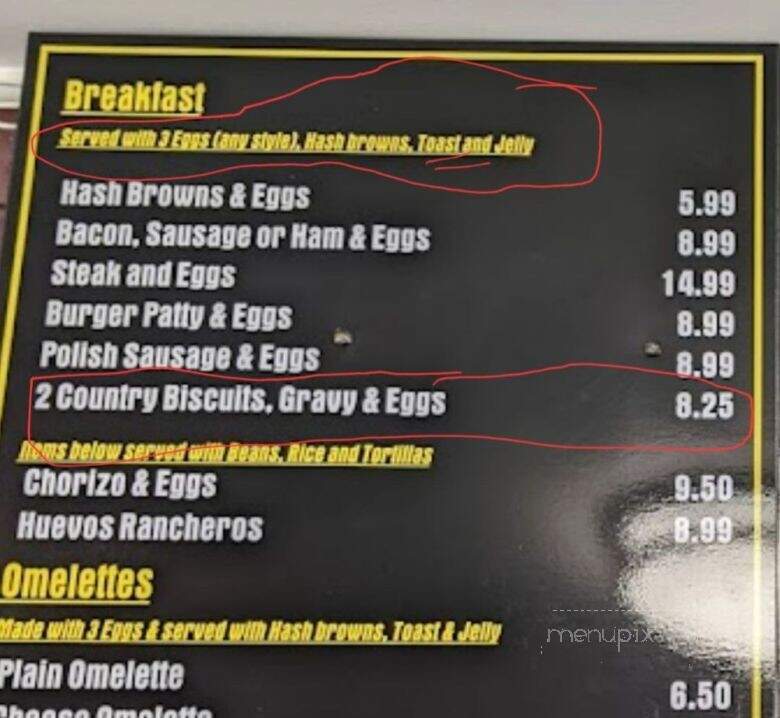 Breakfast
Served with 3 Eggs (any style), Hash browns, Toast and Jelly
Hash Browns & Eggs 5.99
Bacon, Sausage or Ham & Eggs 8.99
Steak and Eggs 14.99
Burger Patty & Eggs 8.99
Polish Sausage & Eggs 8.99
2 Country Biscuits, Gravy & Eggs 8.25
Items below served with Beans, Rice and Tortillas
Chorizo & Eggs 9.50
Huevos Rancheros 8.99
Omelettes
Made with 3 Eggs & served with Hash browns, Toast & Jelly
menupix
Plain Omelette 6.50
Cheese Omelette